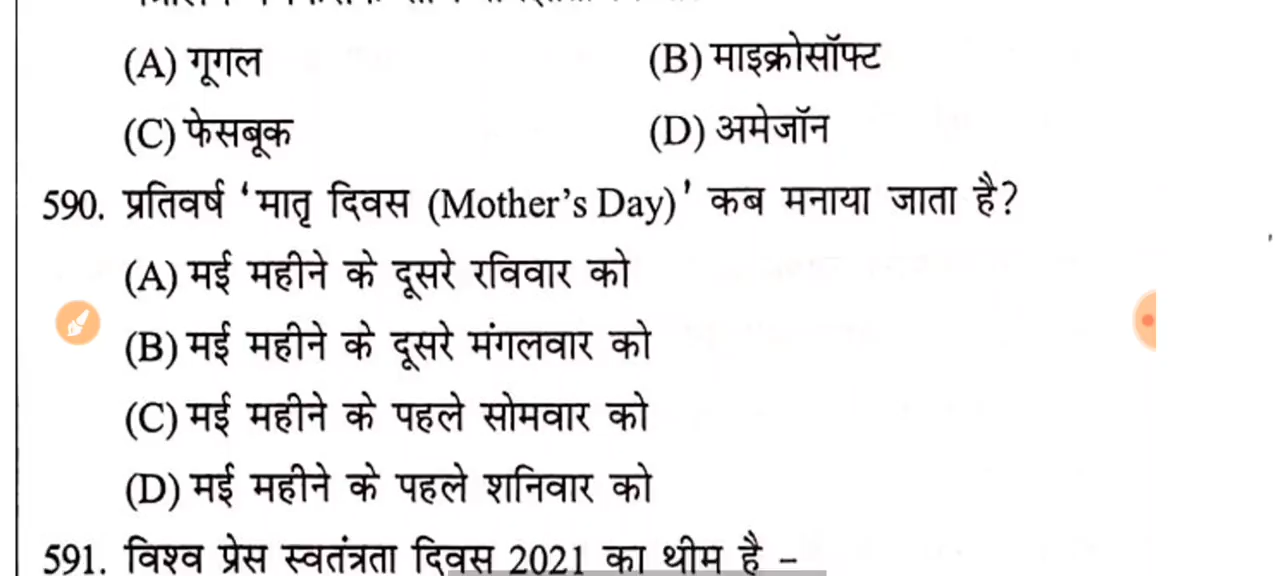 (A) गूगल (B) माइक्रोसॉफ्ट
(C) फेसबूक (D) अमेजॉन
590. प्रतिवर्ष ‘मातृ दिवस (Mother’s Day)’ कब मनाया जाता है?
(A) मई महीने के दूसरे रविवार को
(B) मई महीने के दूसरे मंगलवार को
(C) मई महीने के पहले सोमवार को
(D) मई महीने के पहले शनिवार को
591. विश्व प्रेस स्वतंत्रता दिवस 2021 का थीम है –